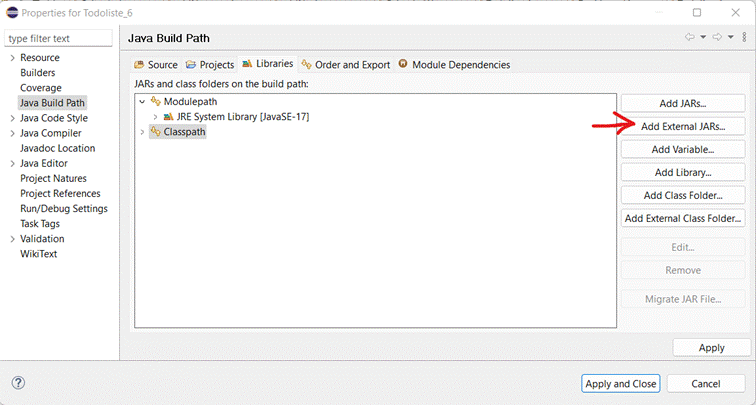 Properties for Todoliste_6
type filter text
Resource
Builders
Coverage
Java Build Path
Java Code Style
Java Compiler
Javadoc Location
Java Editor
Project Natures
Project References
Run/Debug Settings
Task Tags
Validation
WikiText
Java Build Path
Source Projects Libraries Order and Export Module Dependencies
JARs and class folders on the build path:
Modulepath
JRE System Library [JavaSE-17]
Classpath
Add JARs...
Add External JARs...
Add Variable...
Add Library...
Add Class Folder...
Add External Class Folder...
Edit...
Remove
Migrate JAR File...
Apply
Apply and Close
Cancel